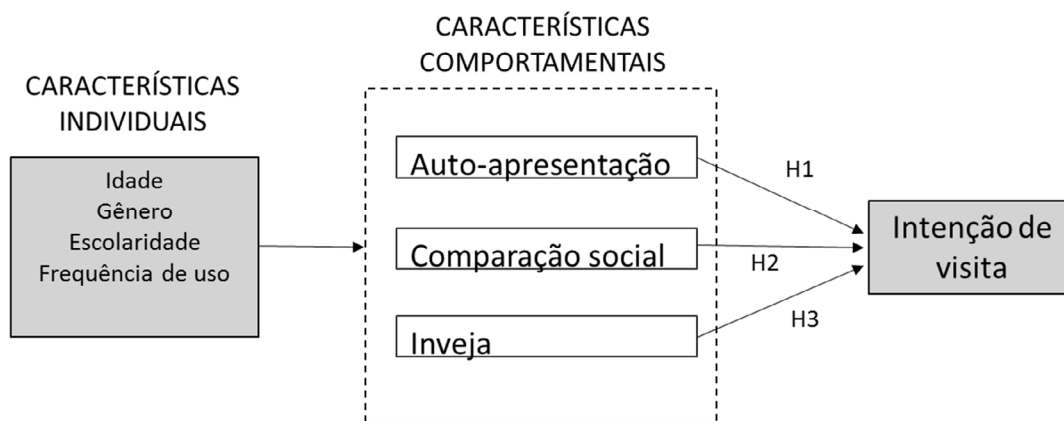 CARACTERÍSTICAS
INDIVIDUAIS
Idade
Gênero
Escolaridade
Frequência de uso
CARACTERÍSTICAS
COMPORTAMENTAIS
Auto-apresentação
Comparação social
Inveja
H1
H2
H3
Intenção de
visita